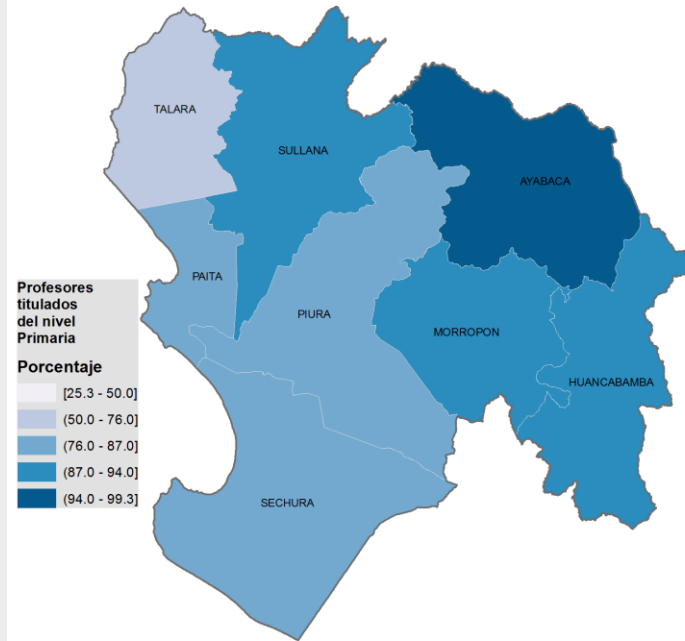 TALARA
SULLANA
AYABACA
PAITA
PIURA
MORROPON
HUANCABAMBA
SECHURA
Profesores
titulados
del nivel
Primaria
Porcentaje
[25.3 - 50.0]
(50.0 - 76.0]
(76.0 - 87.0]
(87.0 - 94.0]
(94.0 - 99.3]